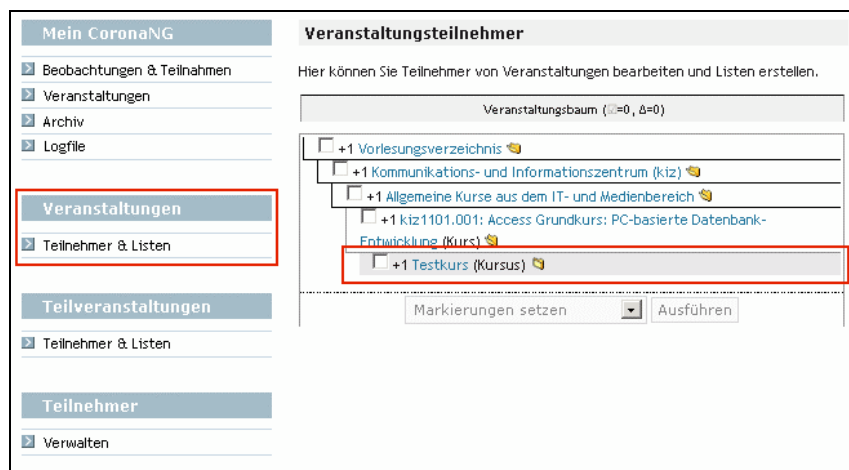 Mein CoronaNG
Beobachtungen & Teilnahmen
Veranstaltungen
Archiv
Logfile
Veranstaltungen
Teilnehmer & Listen
Teilveranstaltungen
Teilnehmer & Listen
Teilnehmer
Verwalten
Veranstaltungsteilnehmer
Hier können Sie Teilnehmer von Veranstaltungen bearbeiten und Listen erstellen.
Veranstaltungsbaum (☑=0, Δ=0)
+1 Vorlesungsverzeichnis
+1 Kommunikations- und Informationszentrum (kiz)
+1 Allgemeine Kurse aus dem IT- und Medienbereich
+1 kiz1101.001: Access Grundkurs: PC-basierte Datenbank-
Entwicklung (Kurs)
+1 Testkurs (Kursus)
Markierungen setzen
Ausführen